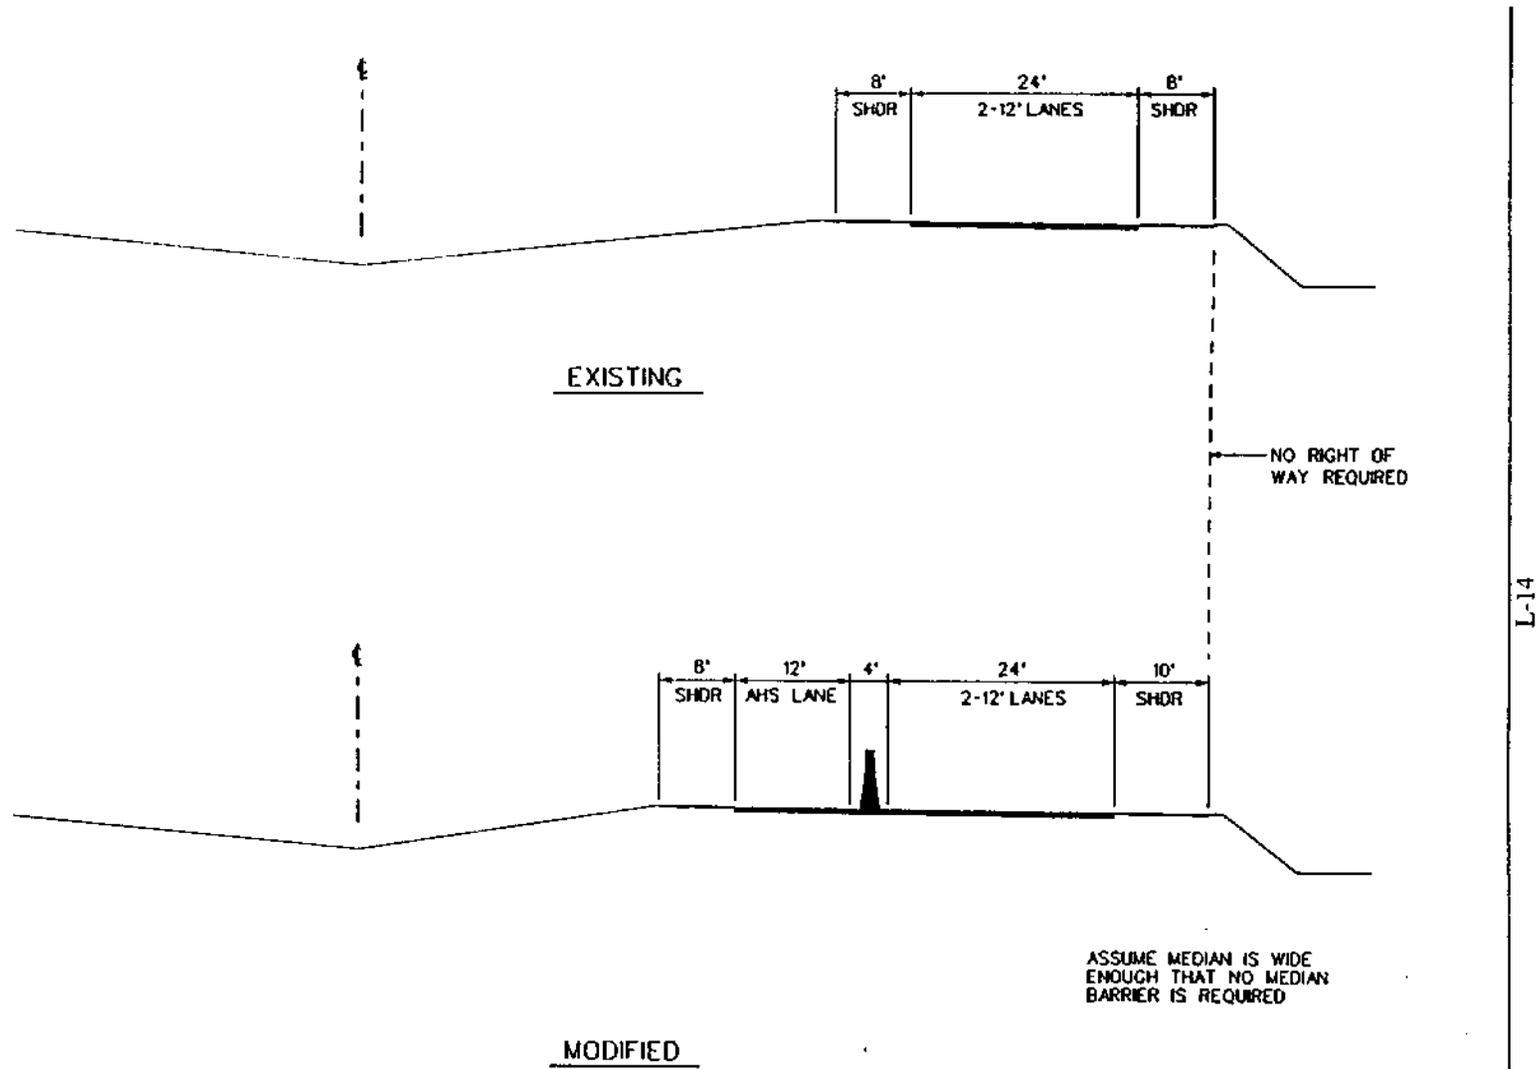 ℄
8' 24' 8'
SHDR 2-12' LANES SHDR
EXISTING
NO RIGHT OF
WAY REQUIRED
L-14
℄
8' 12' 4' 24' 10'
SHDR AHS LANE 2-12' LANES SHDR
ASSUME MEDIAN IS WIDE
ENOUGH THAT NO MEDIAN
BARRIER IS REQUIRED
MODIFIED